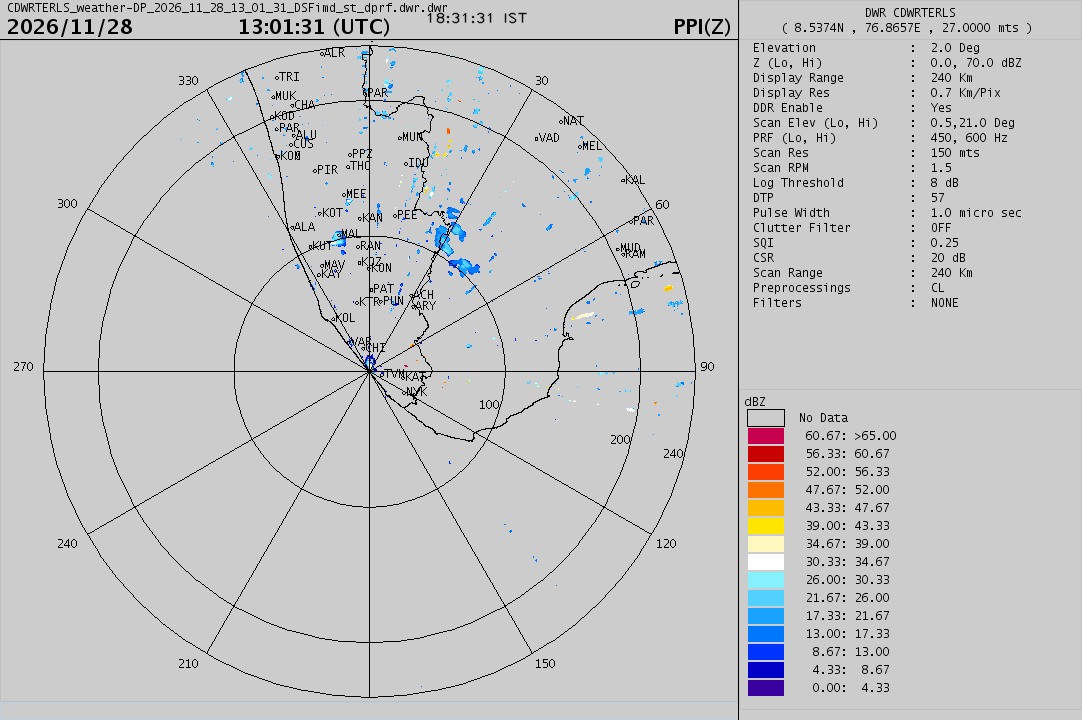 CDWRTERLS_weather-DP_2026_11_28_13_01_31_DSFimd_st_dprf.dwr.dwr
18:31:31 IST
2026/11/28 13:01:31 (UTC) PPI(Z)
ALR
TRI
330
30
MUK
PAR
CHA
KOD
NAT
PAR
ALU
MUN
VAD
CUS
MEL
KOM
PPZ
THO
IDU
PIR
KAL
MEE
300
60
KOT
KAN
PEE
PAR
ALA
MAL
KUT
RAN
MUD
RAM
MAV
KOZ
KON
KAY
PAT
ACH
KTR
PUN
ARY
KOL
VAR
CHI
270
90
TVM
KAT
NYK
100
200
240
240
120
210
150
DWR CDWRTERLS
( 8.5374N , 76.8657E , 27.0000 mts )
Elevation : 2.0 Deg
Z (Lo, Hi) : 0.0, 70.0 dBZ
Display Range : 240 Km
Display Res : 0.7 Km/Pix
DDR Enable : Yes
Scan Elev (Lo, Hi) : 0.5,21.0 Deg
PRF (Lo, Hi) : 450, 600 Hz
Scan Res : 150 mts
Scan RPM : 1.5
Log Threshold : 8 dB
DTP : 57
Pulse Width : 1.0 micro sec
Clutter Filter : OFF
SQI : 0.25
CSR : 20 dB
Scan Range : 240 Km
Preprocessings : CL
Filters : NONE
dBZ
No Data
60.67: >65.00
56.33: 60.67
52.00: 56.33
47.67: 52.00
43.33: 47.67
39.00: 43.33
34.67: 39.00
30.33: 34.67
26.00: 30.33
21.67: 26.00
17.33: 21.67
13.00: 17.33
8.67: 13.00
4.33: 8.67
0.00: 4.33